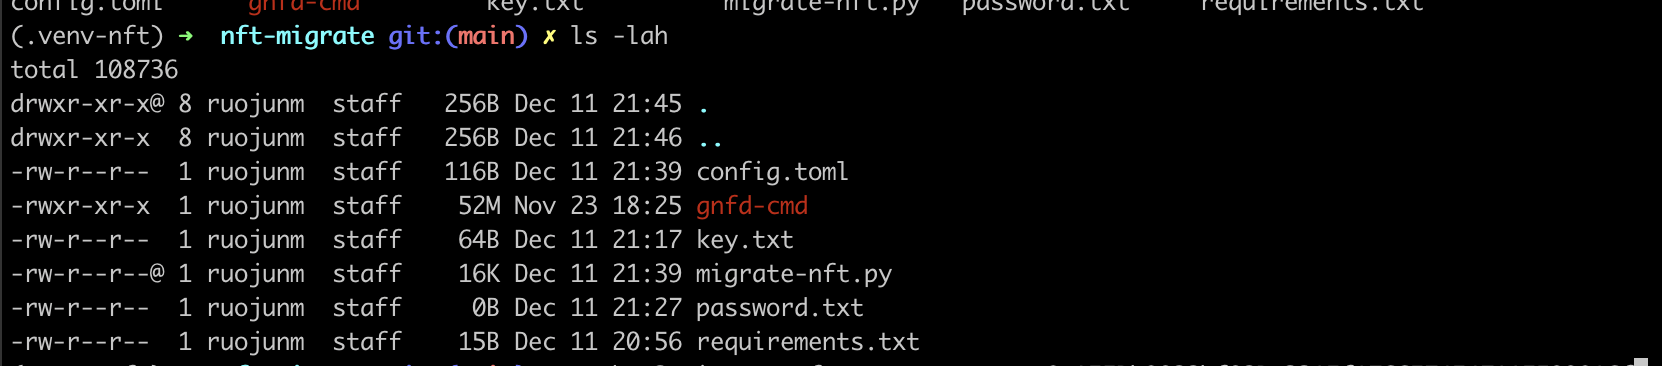 config.toml gnfd-cmd key.txt migrate-nft.py password.txt requirements.txt
(.venv-nft) ➜ nft-migrate git:(main) ✗ ls -lah
total 108736
drwxr-xr-x@ 8 ruojunm staff 256B Dec 11 21:45 .
drwxr-xr-x 8 ruojunm staff 256B Dec 11 21:46 ..
-rw-r--r-- 1 ruojunm staff 116B Dec 11 21:39 config.toml
-rwxr-xr-x 1 ruojunm staff 52M Nov 23 18:25 gnfd-cmd
-rw-r--r-- 1 ruojunm staff 64B Dec 11 21:17 key.txt
-rw-r--r--@ 1 ruojunm staff 16K Dec 11 21:39 migrate-nft.py
-rw-r--r-- 1 ruojunm staff 0B Dec 11 21:27 password.txt
-rw-r--r-- 1 ruojunm staff 15B Dec 11 20:56 requirements.txt